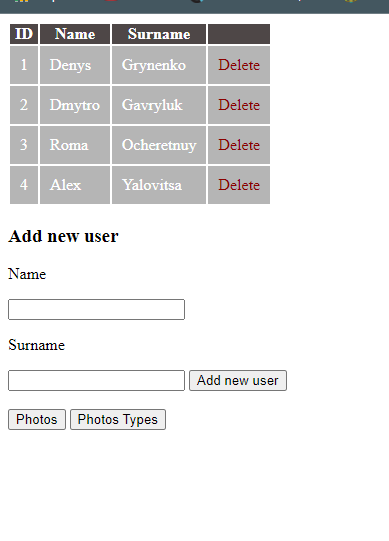 ID Name Surname
1 Denys Grynenko Delete
2 Dmytro Gavryluk Delete
3 Roma Ocheretnuy Delete
4 Alex Yalovitsa Delete
Add new user
Name
Surname
Add new user
Photos Photos Types